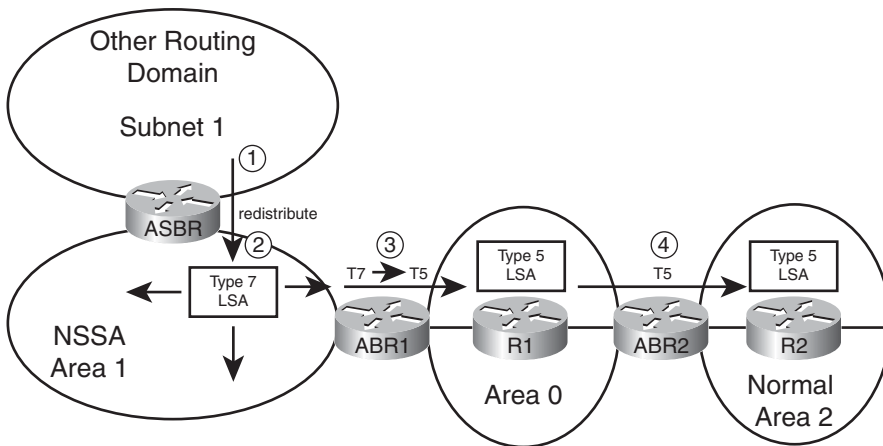 Other Routing
Domain
Subnet 1
①
ASBR
redistribute
②
Type 7
LSA
NSSA
Area 1
③
T7 T5
ABR1
Type 5
LSA
R1
Area 0
④
T5
ABR2
Type 5
LSA
R2
Normal
Area 2